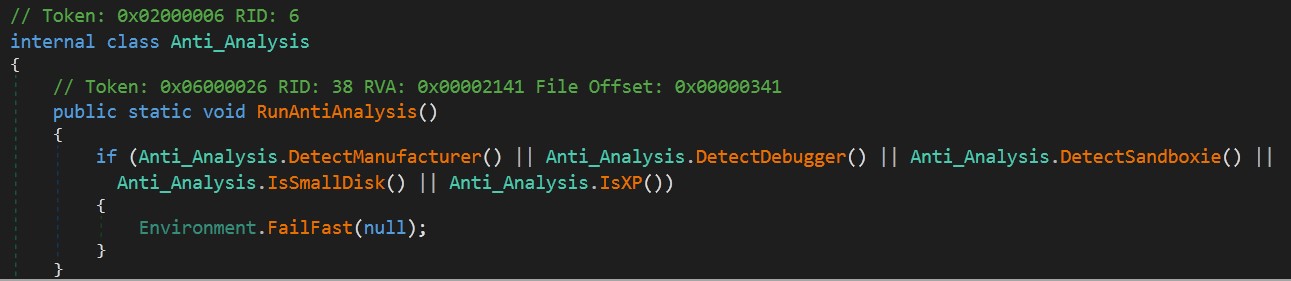 // Token: 0x02000006 RID: 6
internal class Anti_Analysis
{
// Token: 0x06000026 RID: 38 RVA: 0x00002141 File Offset: 0x00000341
public static void RunAntiAnalysis()
{
if (Anti_Analysis.DetectManufacturer() || Anti_Analysis.DetectDebugger() || Anti_Analysis.DetectSandboxie() ||
Anti_Analysis.IsSmallDisk() || Anti_Analysis.IsXP())
{
Environment.FailFast(null);
}
}